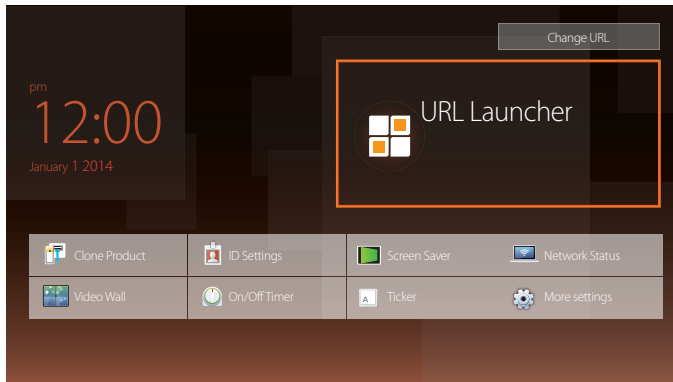 Change URL
pm
12:00
January 1 2014
URL Launcher
Clone Product
ID Settings
Screen Saver
Network Status
Video Wall
On/Off Timer
A
Ticker
More settings